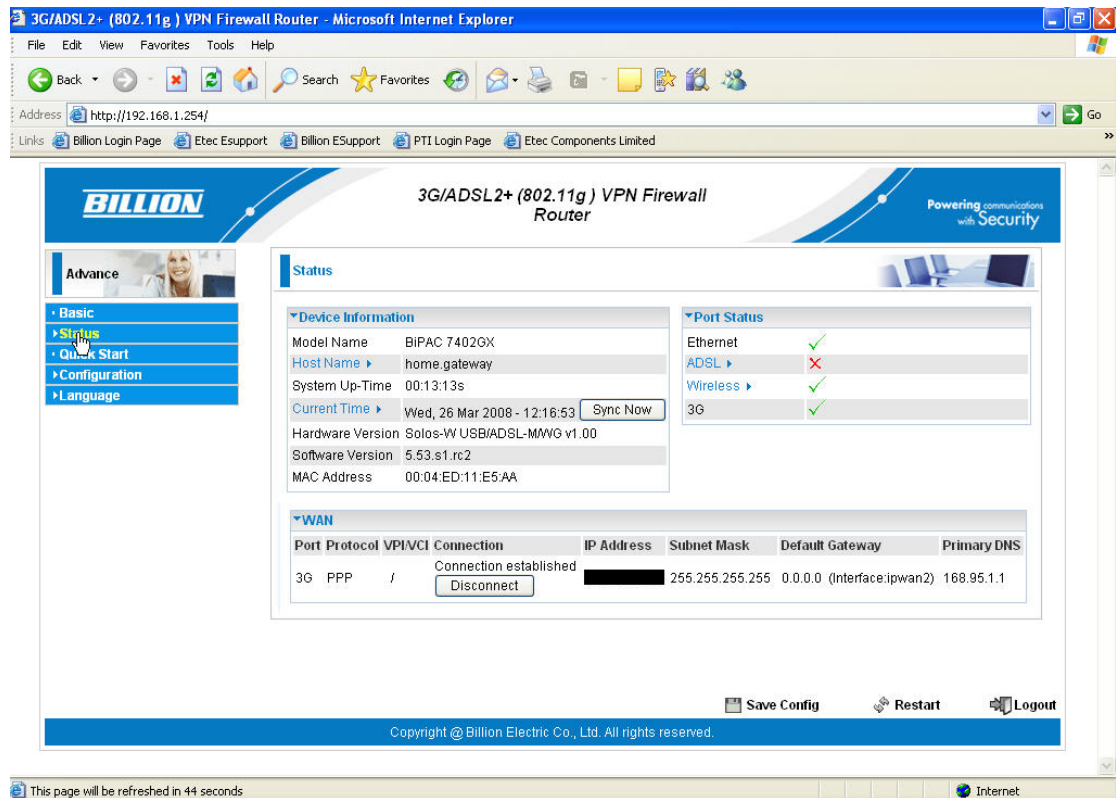 3G/ADSL2+ (802.11g ) VPN Firewall Router - Microsoft Internet Explorer
File Edit View Favorites Tools Help
Back Search Favorites
Address http://192.168.1.254/ Go
Links Billion Login Page Etec Esupport Billion ESupport PTI Login Page Etec Components Limited »
BILLION
3G/ADSL2+ (802.11g ) VPN Firewall
Router
Powering communications
with Security
Advance
Basic
Status
Quick Start
Configuration
Language
Status
Device Information
Model Name BiPAC 7402GX
Host Name home.gateway
System Up-Time 00:13:13s
Current Time Wed, 26 Mar 2008 - 12:16:53 Sync Now
Hardware Version Solos-W USB/ADSL-M/WG v1.00
Software Version 5.53.s1.rc2
MAC Address 00:04:ED:11:E5:AA
Port Status
Ethernet
ADSL
Wireless
3G
WAN
Port Protocol VPI/VCI Connection IP Address Subnet Mask Default Gateway Primary DNS
3G PPP / Connection established 255.255.255.255 0.0.0.0 (Interface:ipwan2) 168.95.1.1
Disconnect
Save Config Restart Logout
Copyright @ Billion Electric Co., Ltd. All rights reserved.
This page will be refreshed in 44 seconds Internet